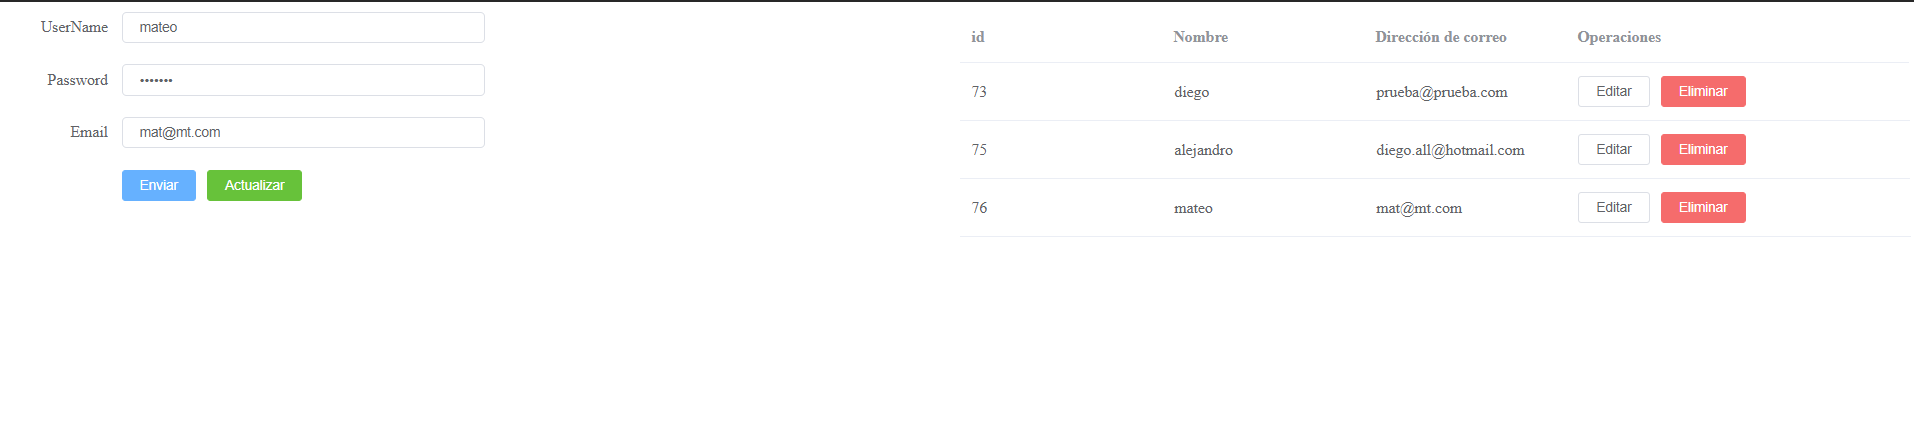 UserName mateo
Password •••••••
Email mat@mt.com
Enviar Actualizar
id Nombre Dirección de correo Operaciones
73 diego prueba@prueba.com Editar Eliminar
75 alejandro diego.all@hotmail.com Editar Eliminar
76 mateo mat@mt.com Editar Eliminar